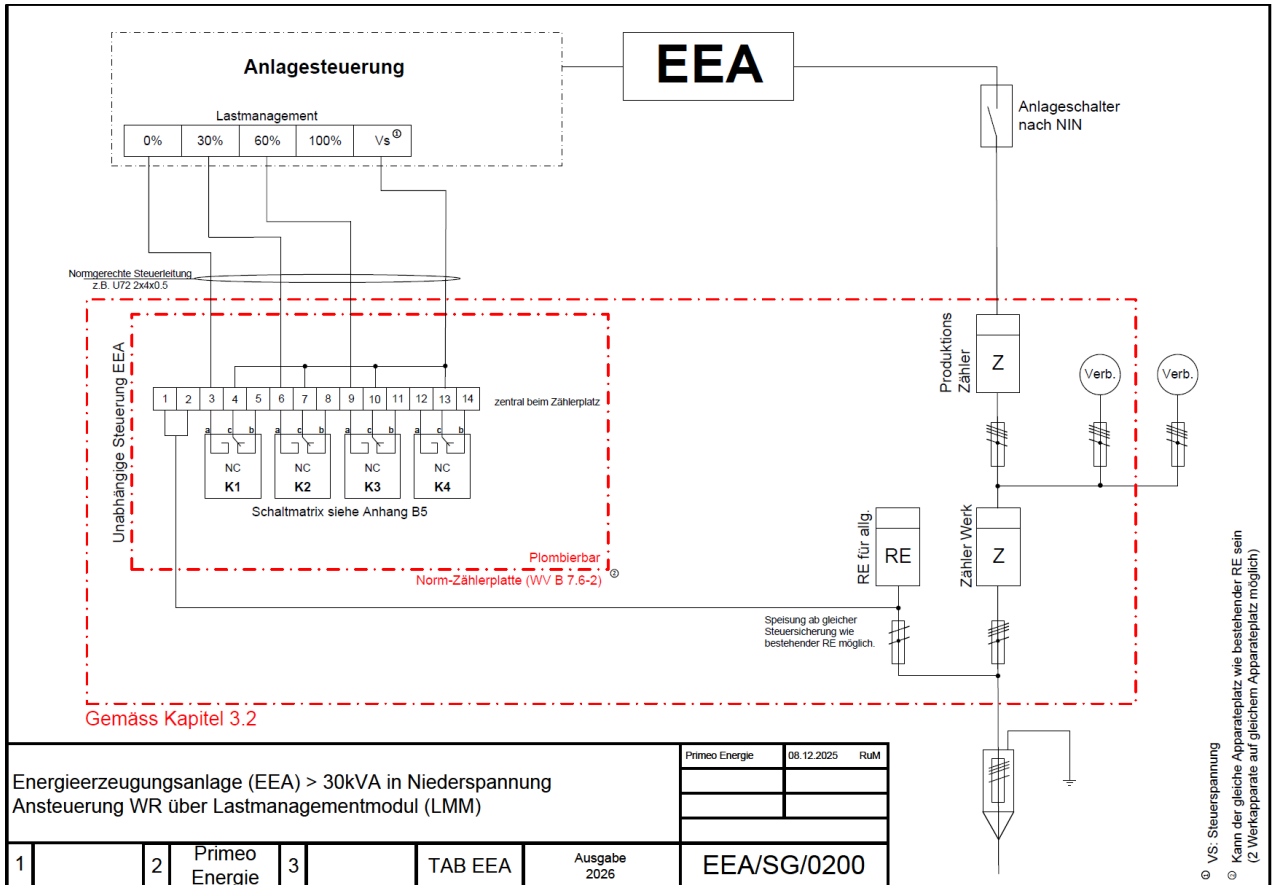 Anlagesteuerung
EEA
Lastmanagement
0% 30% 60% 100% Vs ①
Anlageschalter
nach NIN
Normgerechte Steuerleitung
z.B. U72 2x4x0.5
Unabhängige Steuerung EEA
1 2 3 4 5 6 7 8 9 10 11 12 13 14
zentral beim Zählerplatz
a c b a c b a c b a c b
NC NC NC NC
K1 K2 K3 K4
Schaltmatrix siehe Anhang B5
Plombierbar
Norm-Zählerplatte (WV B 7.6-2) ②
Produktions
Zähler
Z
Verb.
Verb.
RE für allg.
RE
Zähler Werk
Z
Speisung ab gleicher
Steuersicherung wie
bestehender RE möglich.
Gemäss Kapitel 3.2
① VS: Steuerspannung
② Kann der gleiche Apparateplatz wie bestehender RE sein
(2 Werkapparate auf gleichem Apparateplatz möglich)
Energieerzeugungsanlage (EEA) > 30kVA in Niederspannung
Ansteuerung WR über Lastmanagementmodul (LMM)
Primeo Energie 08.12.2025 RuM
1 2 Primeo
Energie 3 TAB EEA Ausgabe
2026 EEA/SG/0200